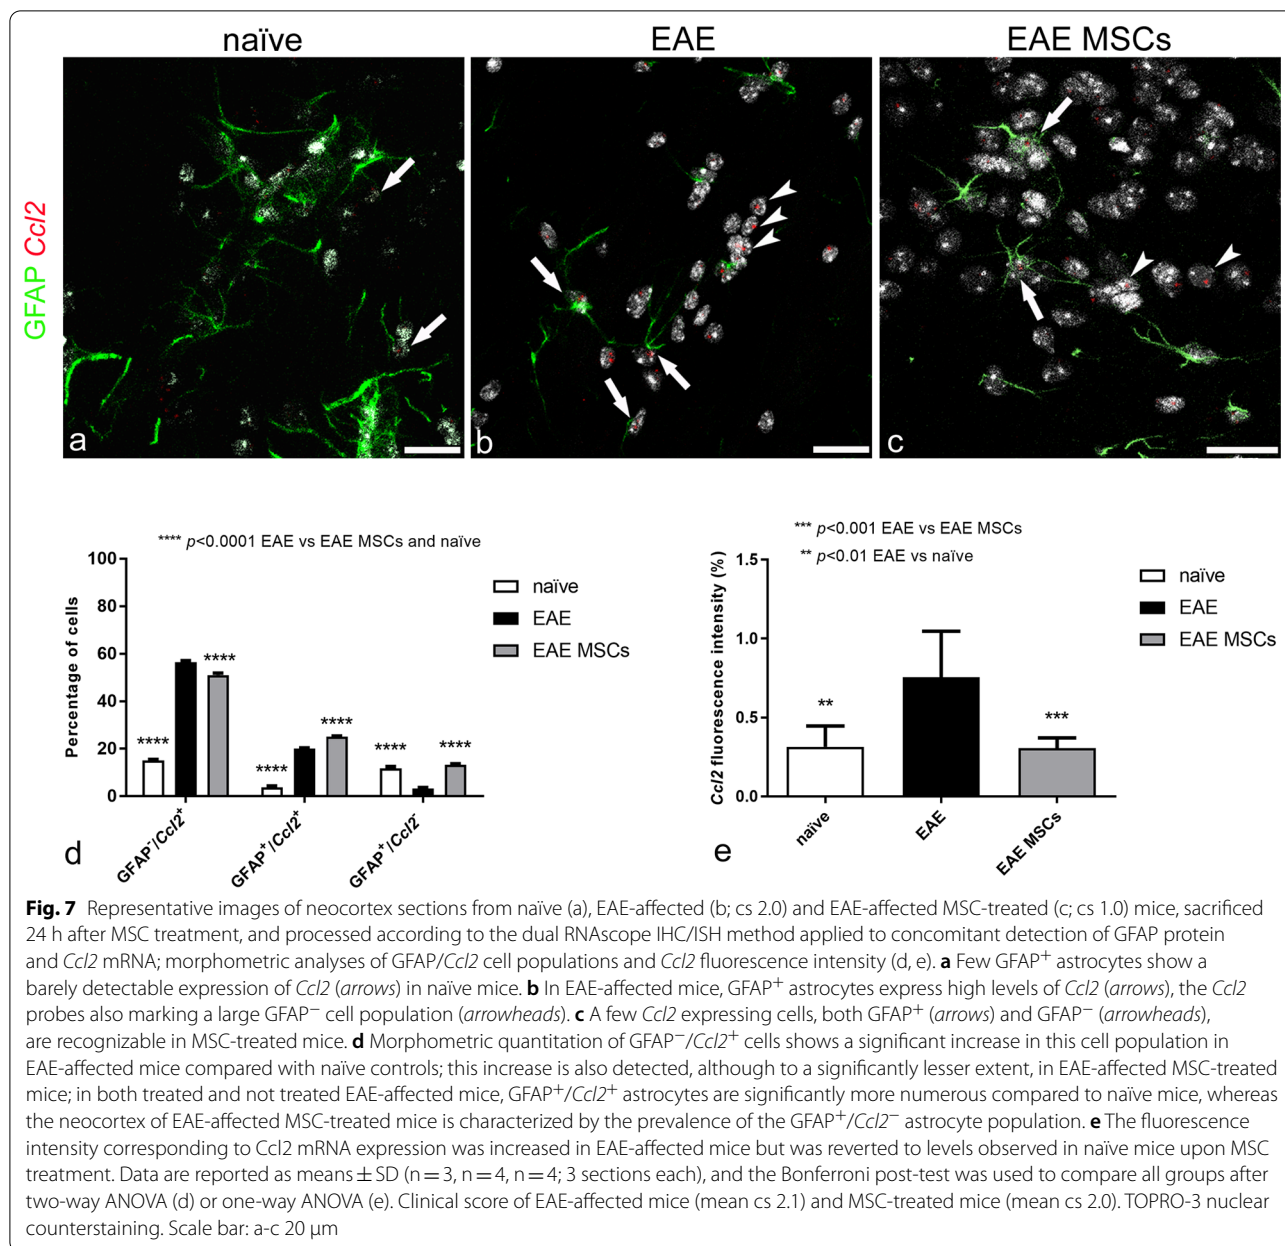 naïve
EAE
EAE MSCs
GFAP Ccl2
a
b
c
**** p<0.0001 EAE vs EAE MSCs and naïve
Percentage of cells
100
80
60
40
20
0
****
****
****
****
****
****
GFAP⁻/Ccl2⁺
GFAP⁺/Ccl2⁺
GFAP⁺/Ccl2⁻
naïve
EAE
EAE MSCs
d
*** p<0.001 EAE vs EAE MSCs
** p<0.01 EAE vs naïve
Ccl2 fluorescence intensity (%)
1.5
1.0
0.5
0.0
**
***
naïve
EAE
EAE MSCs
naïve
EAE
EAE MSCs
e
Fig. 7 Representative images of neocortex sections from naïve (a), EAE-affected (b; cs 2.0) and EAE-affected MSC-treated (c; cs 1.0) mice, sacrificed
24 h after MSC treatment, and processed according to the dual RNAscope IHC/ISH method applied to concomitant detection of GFAP protein
and Ccl2 mRNA; morphometric analyses of GFAP/Ccl2 cell populations and Ccl2 fluorescence intensity (d, e). a Few GFAP⁺ astrocytes show a
barely detectable expression of Ccl2 (arrows) in naïve mice. b In EAE-affected mice, GFAP⁺ astrocytes express high levels of Ccl2 (arrows), the Ccl2
probes also marking a large GFAP⁻ cell population (arrowheads). c A few Ccl2 expressing cells, both GFAP⁺ (arrows) and GFAP⁻ (arrowheads),
are recognizable in MSC-treated mice. d Morphometric quantitation of GFAP⁻/Ccl2⁺ cells shows a significant increase in this cell population in
EAE-affected mice compared with naïve controls; this increase is also detected, although to a significantly lesser extent, in EAE-affected MSC-treated
mice; in both treated and not treated EAE-affected mice, GFAP⁺/Ccl2⁺ astrocytes are significantly more numerous compared to naïve mice, whereas
the neocortex of EAE-affected MSC-treated mice is characterized by the prevalence of the GFAP⁺/Ccl2⁻ astrocyte population. e The fluorescence
intensity corresponding to Ccl2 mRNA expression was increased in EAE-affected mice but was reverted to levels observed in naïve mice upon MSC
treatment. Data are reported as means ± SD (n = 3, n = 4, n = 4; 3 sections each), and the Bonferroni post-test was used to compare all groups after
two-way ANOVA (d) or one-way ANOVA (e). Clinical score of EAE-affected mice (mean cs 2.1) and MSC-treated mice (mean cs 2.0). TOPRO-3 nuclear
counterstaining. Scale bar: a-c 20 μm